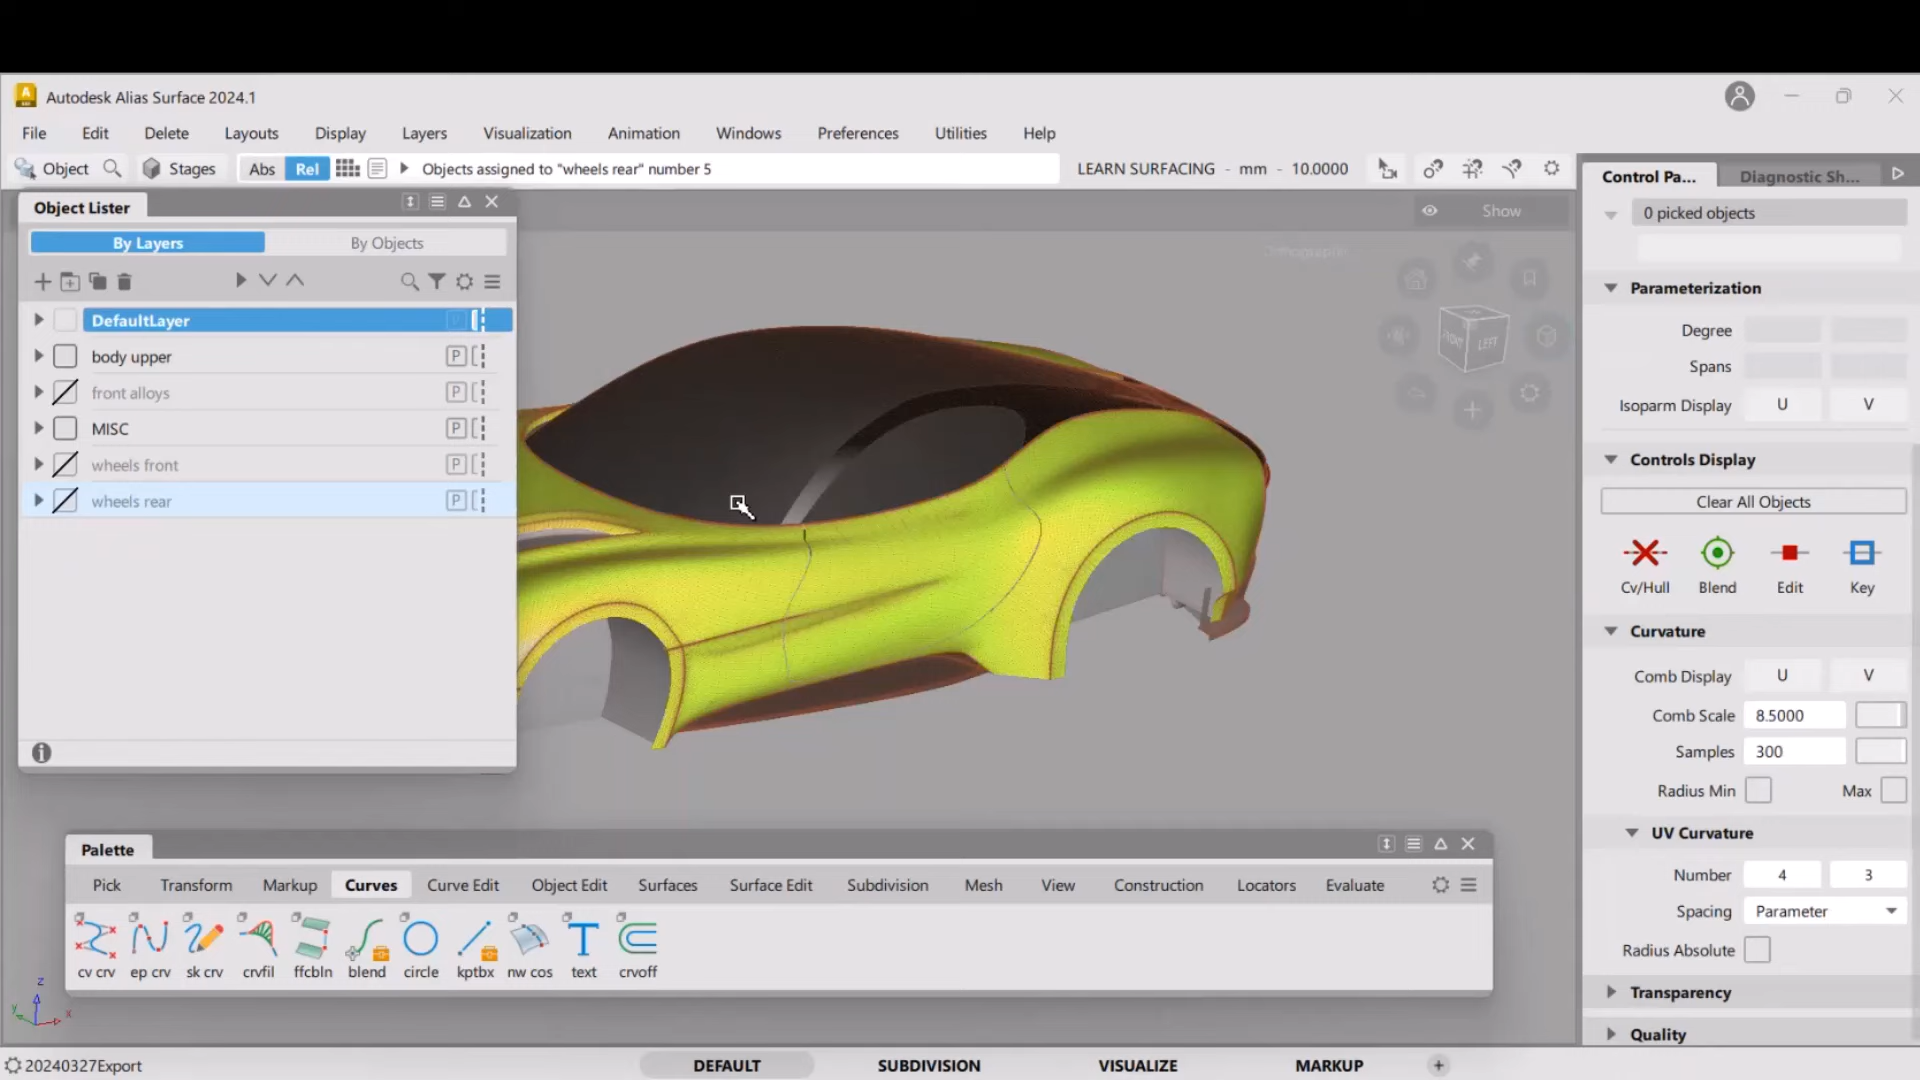 Autodesk Alias Surface 2024.1
File Edit Delete Layouts Display Layers Visualization Animation Windows Preferences Utilities Help
Object Stages Abs Rel Objects assigned to "wheels rear" number 5 LEARN SURFACING - mm - 10.0000
Control Pa... Diagnostic Sh...
Object Lister
Show
0 picked objects
By Layers By Objects
Parameterization
DefaultLayer
body upper P
front alloys P
MISC P
wheels front P
wheels rear P
FRONT LEFT
Degree
Spans
Isoparm Display U V
Controls Display
Clear All Objects
Cv/Hull Blend Edit Key
Curvature
Comb Display U V
Comb Scale 8.5000
Samples 300
Radius Min Max
UV Curvature
Number 4 3
Spacing Parameter
Radius Absolute
Transparency
Quality
Palette
Pick Transform Markup Curves Curve Edit Object Edit Surfaces Surface Edit Subdivision Mesh View Construction Locators Evaluate
cv crv ep crv sk crv crvfil ffcbln blend circle kptbx nw cos text crvoff
z
y x
20240327Export DEFAULT SUBDIVISION VISUALIZE MARKUP +